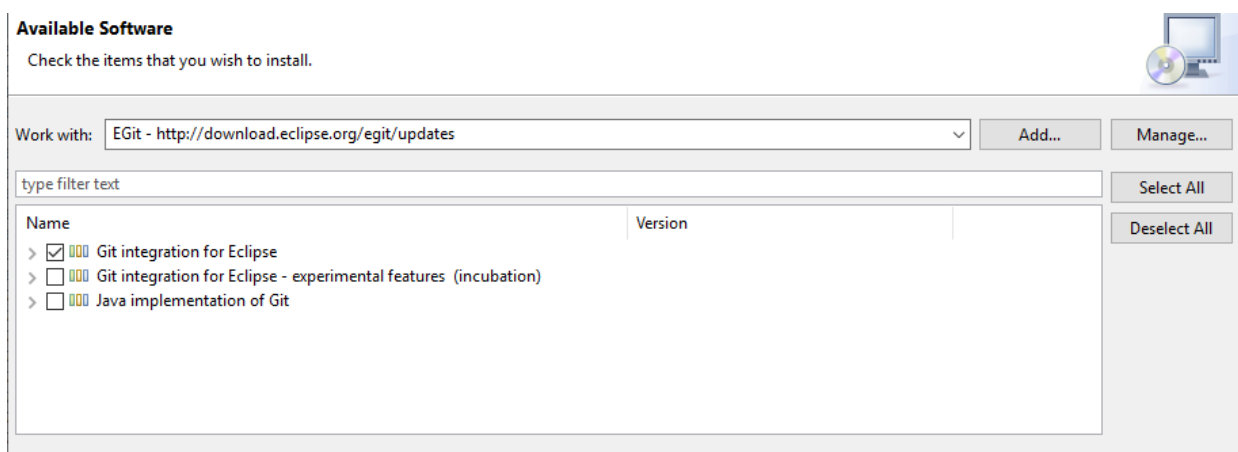 Available Software
Check the items that you wish to install.
Work with: EGit - http://download.eclipse.org/egit/updates Add... Manage...
type filter text Select All
Name Version Deselect All
Git integration for Eclipse
Git integration for Eclipse - experimental features (incubation)
Java implementation of Git